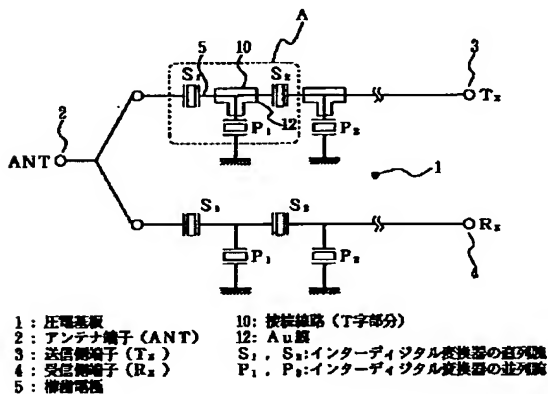 A
5
10
3
S₁
S₂
Tx
2
12
P₁
P₂
ANT
1
S₁
S₂
Rx
P₁
P₂
4
1 : 圧電基板
2 : アンテナ端子 (ANT)
3 : 送信側端子 (Tx)
4 : 受信側端子 (Rx)
5 : 櫛歯電極
10: 接続線路 (T字部分)
12: Au膜
S₁, S₂:インターディジタル変換器の直列腕
P₁, P₂:インターディジタル変換器の並列腕